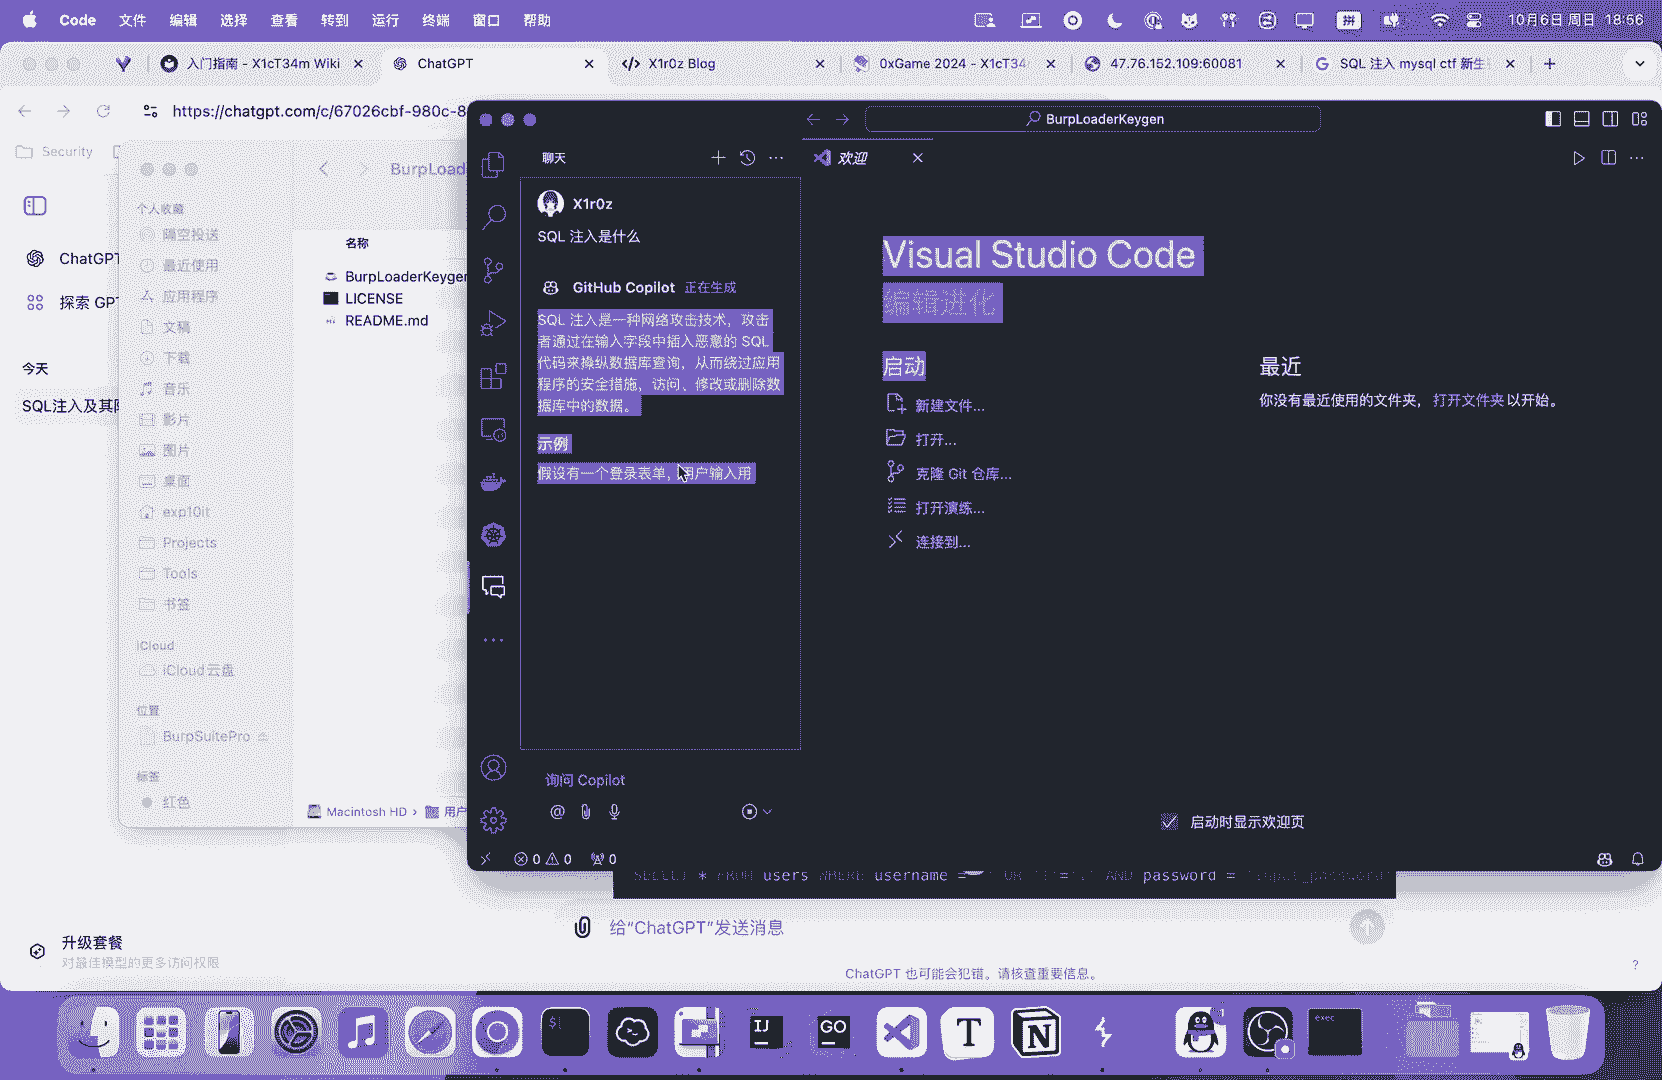 Code 文件 编辑 选择 查看 转到 运行 终端 窗口 帮助
拼
10月6日 周日 18:56
入门指南 - X1cT34m Wiki
ChatGPT
X1r0z Blog
0xGame 2024 - X1cT34
47.76.152.109:60081
SQL 注入 mysql ctf 新生
https://chatgpt.com/c/67026cbf-980c-8
Security
ChatGPT
探索 GPT
今天
SQL注入及其防
升级套餐
对最佳模型的更多访问权限
BurpLoad
个人收藏
隔空投送
最近使用
应用程序
文稿
下载
音乐
影片
图片
桌面
exp10it
Projects
Tools
书签
iCloud
iCloud云盘
位置
BurpSuitePro
标签
红色
名称
BurpLoaderKeygen
LICENSE
README.md
Macintosh HD › 用户
BurpLoaderKeygen
聊天
X1r0z
SQL 注入是什么
GitHub Copilot 正在生成
SQL 注入是一种网络攻击技术，攻击
者通过在输入字段中插入恶意的 SQL
代码来操纵数据库查询，从而绕过应用
程序的安全措施，访问、修改或删除数
据库中的数据。
示例
假设有一个登录表单，用户输入用
询问 Copilot
欢迎
Visual Studio Code
编辑进化
启动
新建文件...
打开...
克隆 Git 仓库...
打开演练...
连接到...
最近
你没有最近使用的文件夹，打开文件夹以开始。
启动时显示欢迎页
0 0 0
SELECT * FROM users WHERE username = '' OR '1'='1' AND password = 'input_password'
给“ChatGPT”发送消息
ChatGPT 也可能会犯错。请核查重要信息。
?
$
IJ
GO
T
N
1
exec